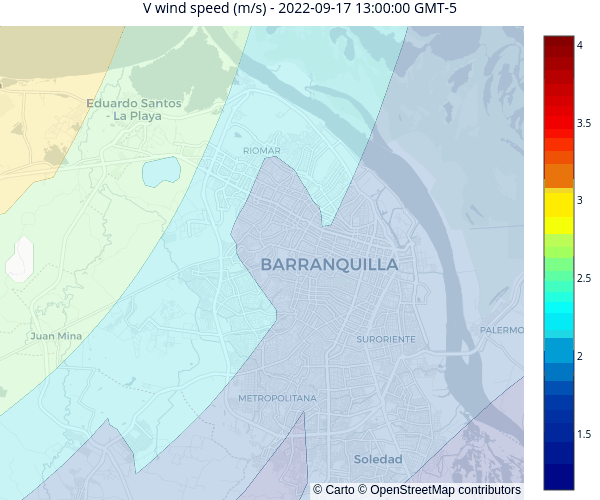 V wind speed (m/s) - 2022-09-17 13:00:00 GMT-5
4
3.5
3
2.5
2
1.5
Eduardo Santos
- La Playa
RIOMAR
BARRANQUILLA
Juan Mina
PALERMO
SURORIENTE
METROPOLITANA
Soledad
© Carto © OpenStreetMap contributors